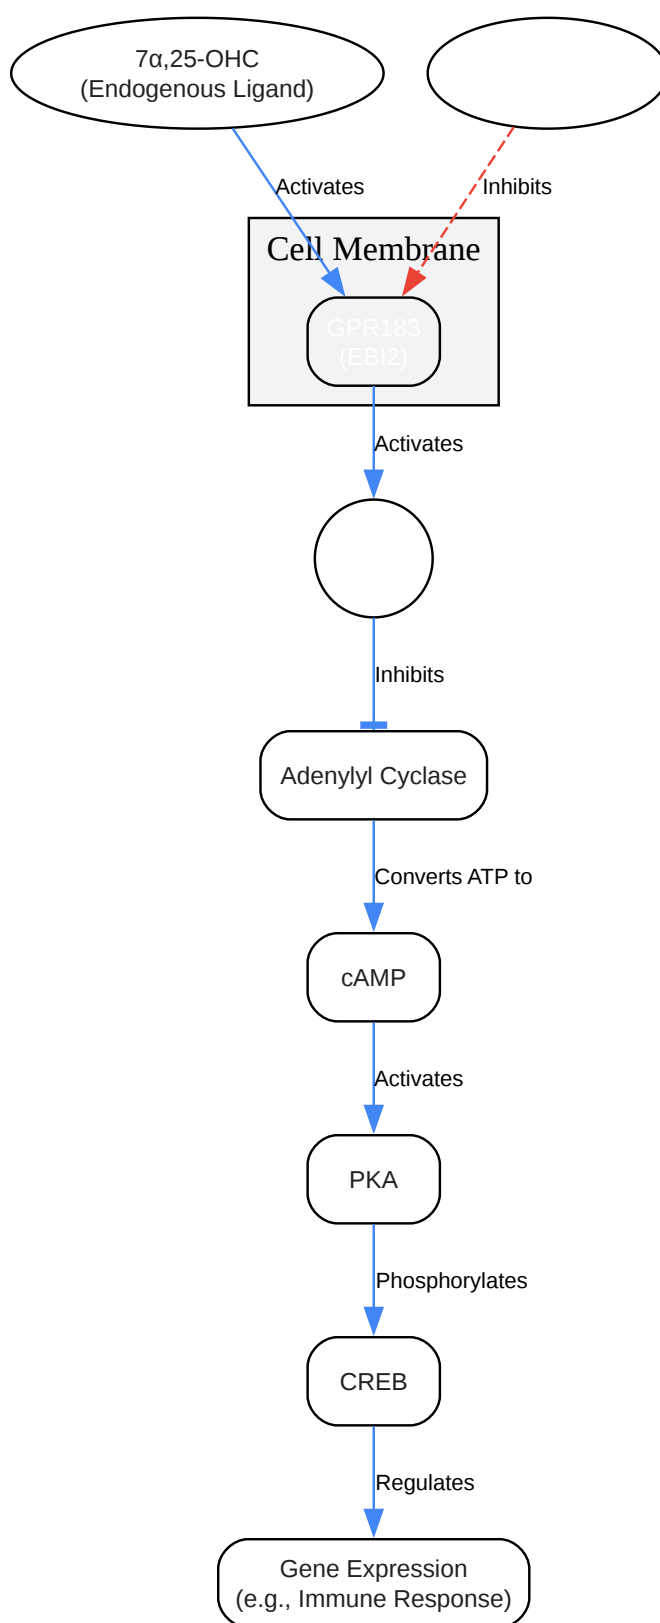 7α,25-OHC
(Endogenous Ligand)
Activates
Inhibits
Cell Membrane
GPR183
(EBI2)
Activates
Inhibits
Adenylyl Cyclase
Converts ATP to
cAMP
Activates
PKA
Phosphorylates
CREB
Regulates
Gene Expression
(e.g., Immune Response)